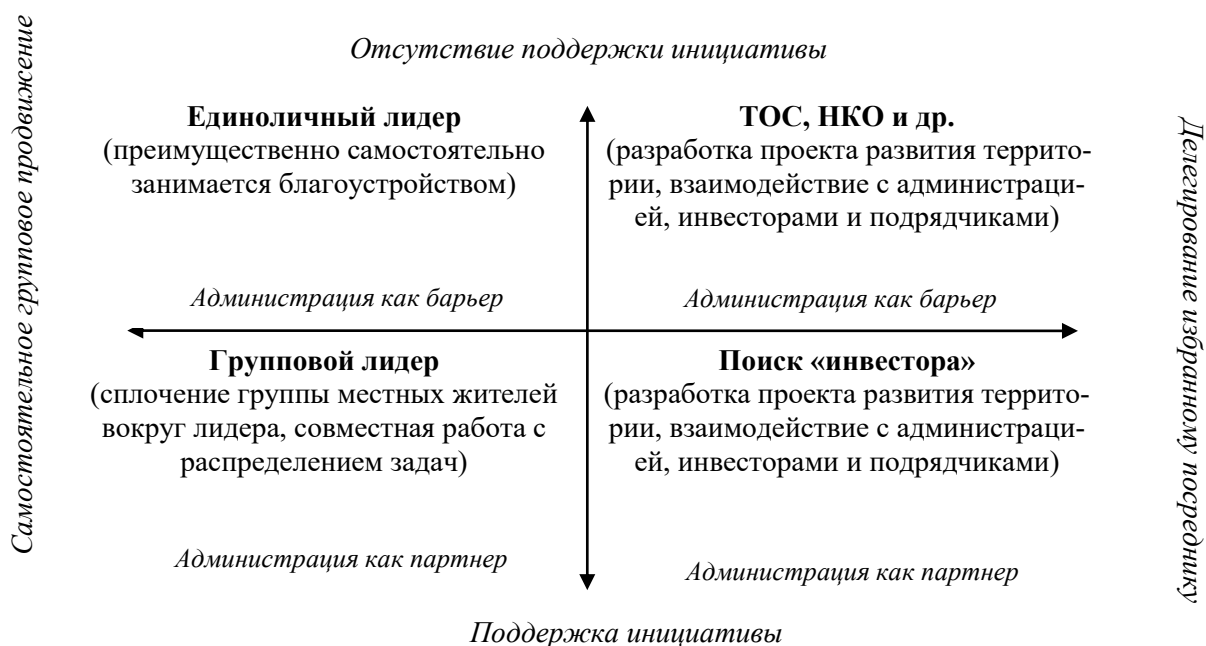 Самостоятельное групповое продвижение
Отсутствие поддержки инициативы
Единоличный лидер
(преимущественно самостоятельно
занимается благоустройством)
Администрация как барьер
ТОС, НКО и др.
(разработка проекта развития террито-
рии, взаимодействие с администраци-
ей, инвесторами и подрядчиками)
Администрация как барьер
Групповой лидер
(сплочение группы местных жителей
вокруг лидера, совместная работа с
распределением задач)
Администрация как партнер
Поиск «инвестора»
(разработка проекта развития террито-
рии, взаимодействие с администраци-
ей, инвесторами и подрядчиками)
Администрация как партнер
Поддержка инициативы
Делегирование избранному посреднику